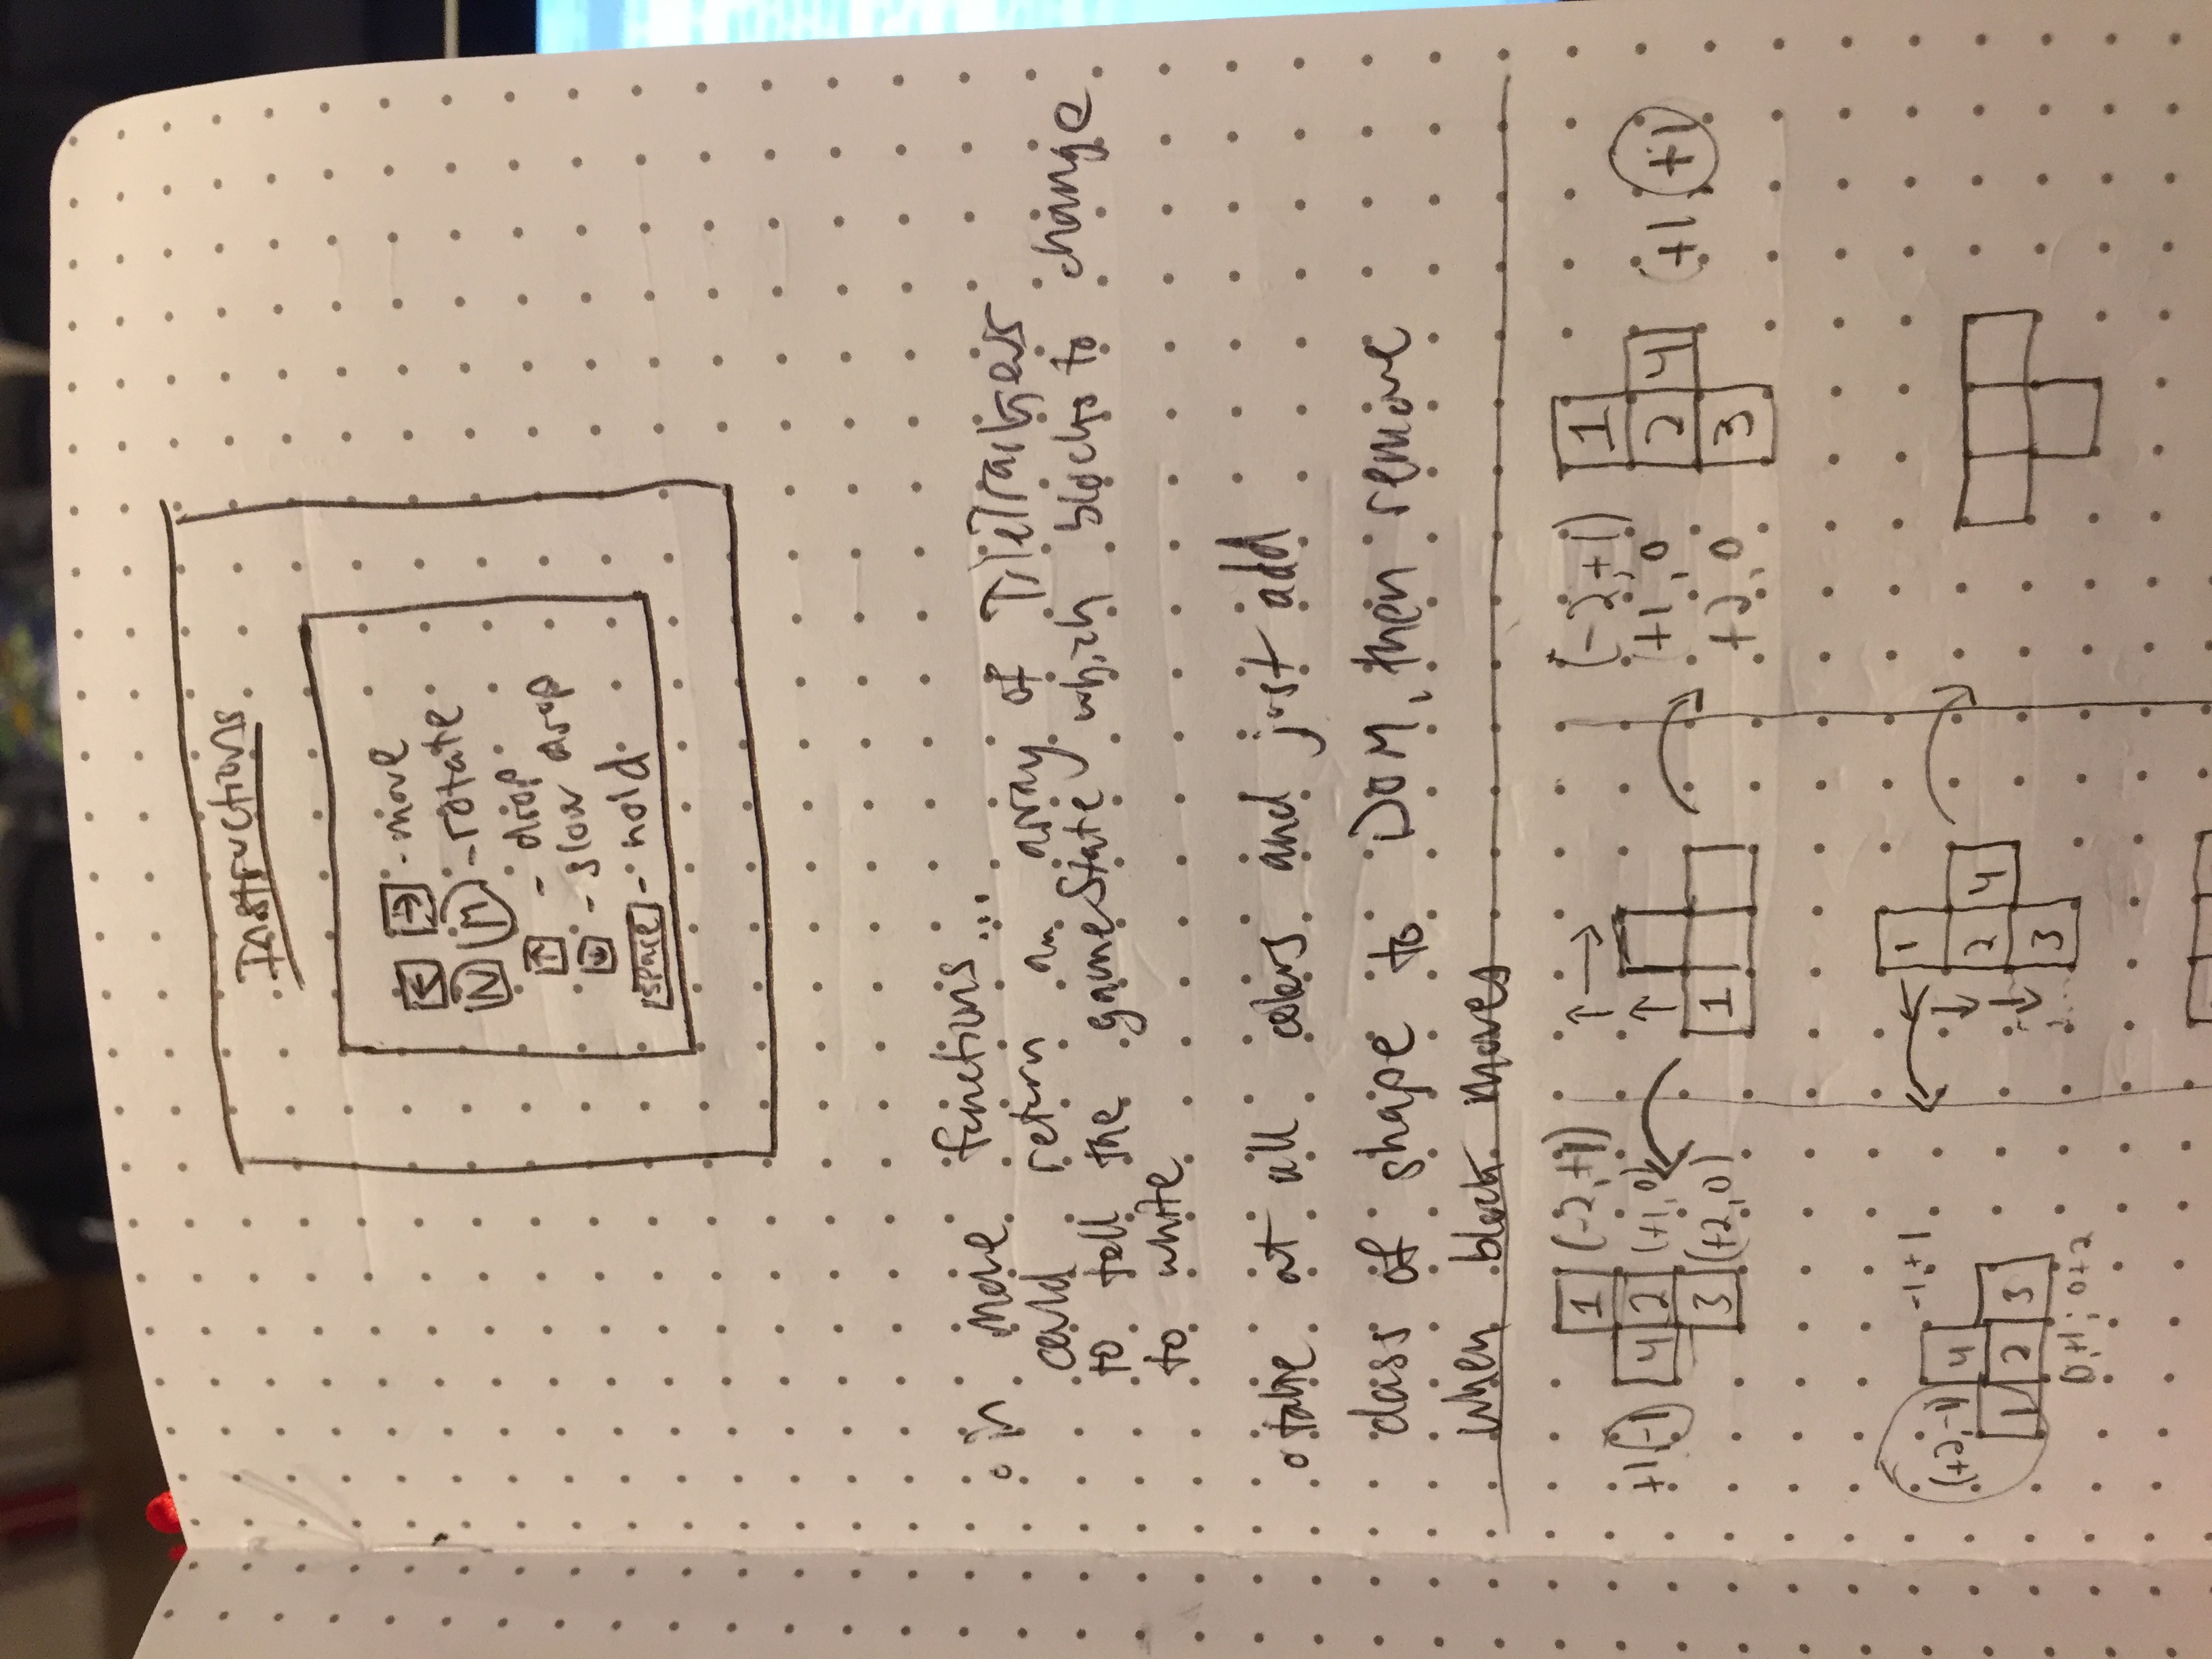 Instructions
← → - move
N M - rotate
↑ - drop
↓ - slow drop
space - hold
in move functions...
could return an array of TileTrackers
to tell the gameState which blocks to change
to white
take at all colors and just add
class of shape to DOM, then remove
when block moves
1 (-2,+1)
+1,-1 4 2 (+1,0)
3 (+2,0)
↑ →
↑
1
(-2,+1) 1
+1,0 2 4 +1,+1
+2,0 3
-1,+1
(+2,-1) 4
1 2 3
0,+1; 0+2
← 1
↓ 2 4
↓ 3